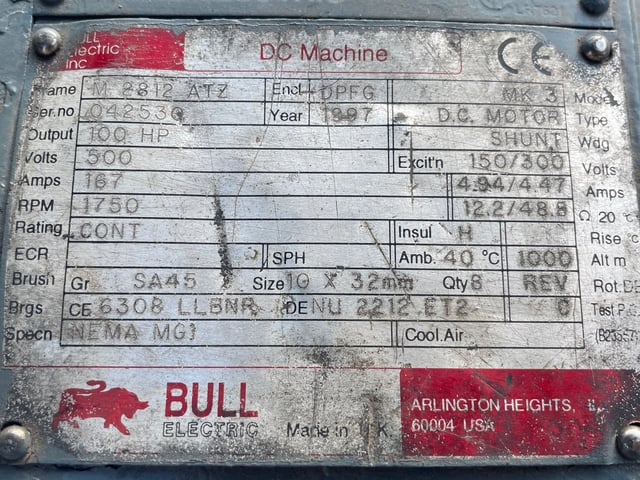 BULL
Electric
Inc
DC Machine
CE
Frame M 2812 ATZ Encl DPFG MK 3 Model
Ser.no 042530 Year 1997 D.C. MOTOR Type
Output 100 HP SHUNT Wdg
Volts 500 Excit'n 150/300 Volts
Amps 167 4.94/4.47 Amps
RPM 1750 12.2/48.8 Ω 20 °C
Rating CONT Insul H Rise °C
ECR SPH Amb. 40 °C 1000 Alt m
Brush Gr SA45 Size 10 X 32mm Qty 8 REV Rot DE
Brgs CE 6308 LLBNR DE NU 2212 ET2 Test
Specn NEMA MG1 Cool.Air
BULL
ELECTRIC
Made in U.K.
ARLINGTON HEIGHTS,
60004 USA